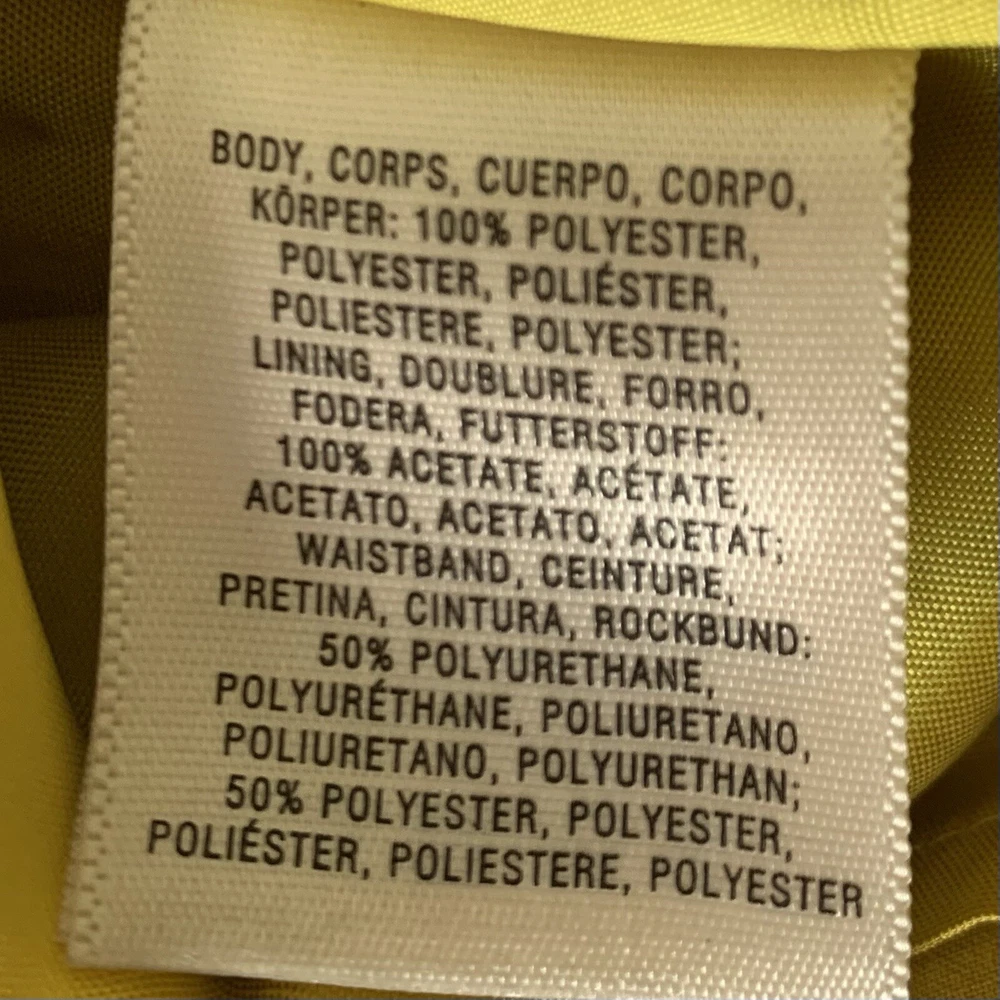 BODY, CORPS, CUERPO, CORPO,
KÖRPER: 100% POLYESTER,
POLYESTER, POLIÉSTER,
POLIESTERE, POLYESTER;
LINING, DOUBLURE, FORRO,
FODERA, FUTTERSTOFF:
100% ACETATE, ACÉTATE,
ACETATO, ACETATO, ACETAT;
WAISTBAND, CEINTURE,
PRETINA, CINTURA, ROCKBUND:
50% POLYURETHANE,
POLYURÉTHANE, POLIURETANO,
POLIURETANO, POLYURETHAN;
50% POLYESTER, POLYESTER,
POLIÉSTER, POLIESTERE, POLYESTER